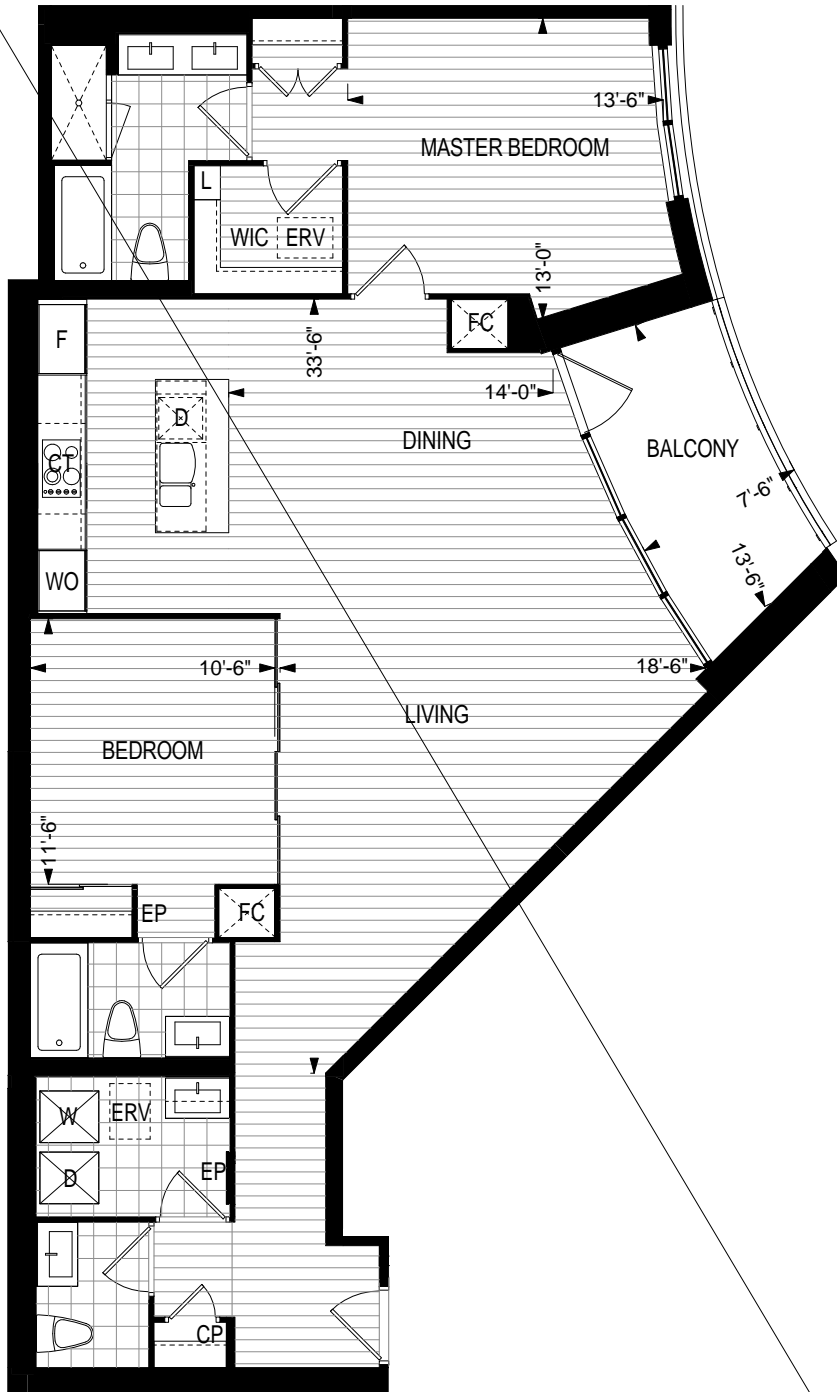 13'-6"
MASTER BEDROOM
L
WIC
ERV
13'-0"
F
33'-6"
FC
14'-0"
D
DINING
BALCONY
CT
7'-6"
WO
13'-6"
10'-6"
18'-6"
LIVING
BEDROOM
11'-6"
EP
FC
W
ERV
D
EP
CP